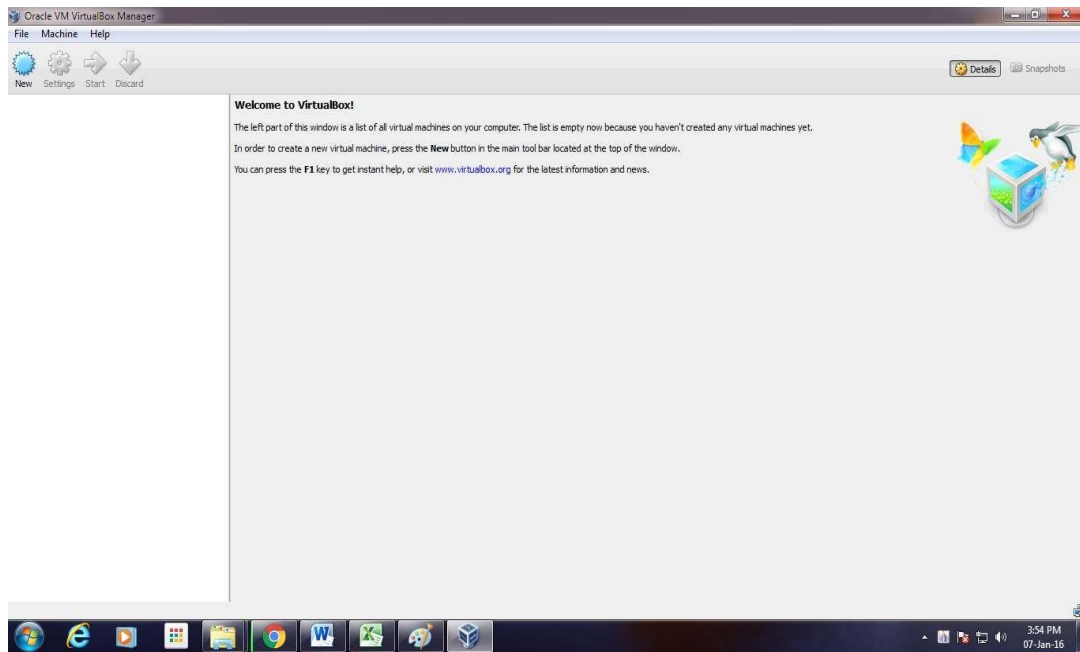 Oracle VM VirtualBox Manager
File Machine Help
New Settings Start Discard
Details Snapshots
Welcome to VirtualBox!
The left part of this window is a list of all virtual machines on your computer. The list is empty now because you haven't created any virtual machines yet.
In order to create a new virtual machine, press the New button in the main tool bar located at the top of the window.
You can press the F1 key to get instant help, or visit www.virtualbox.org for the latest information and news.
3:54 PM
07-Jan-16